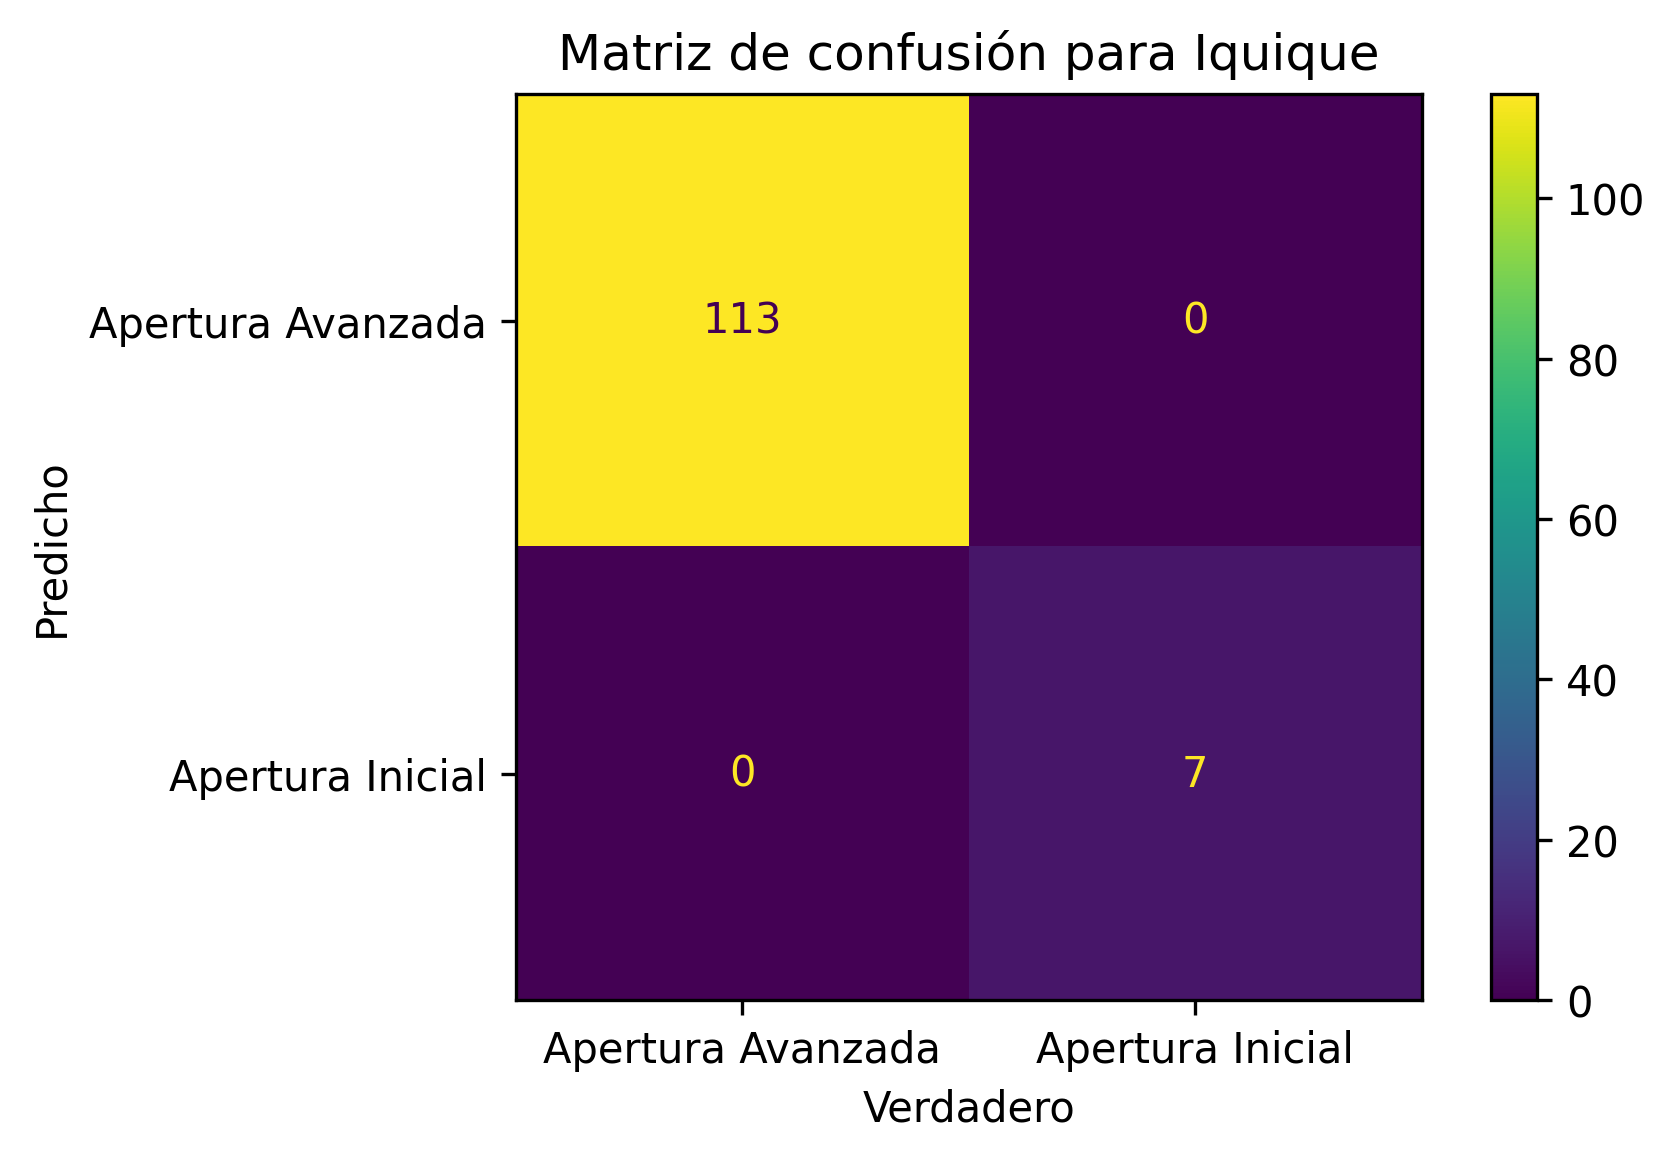 Matriz de confusión para Iquique
Predicho
Apertura Avanzada
113
0
Apertura Inicial
0
7
Apertura Avanzada
Apertura Inicial
Verdadero
100
80
60
40
20
0